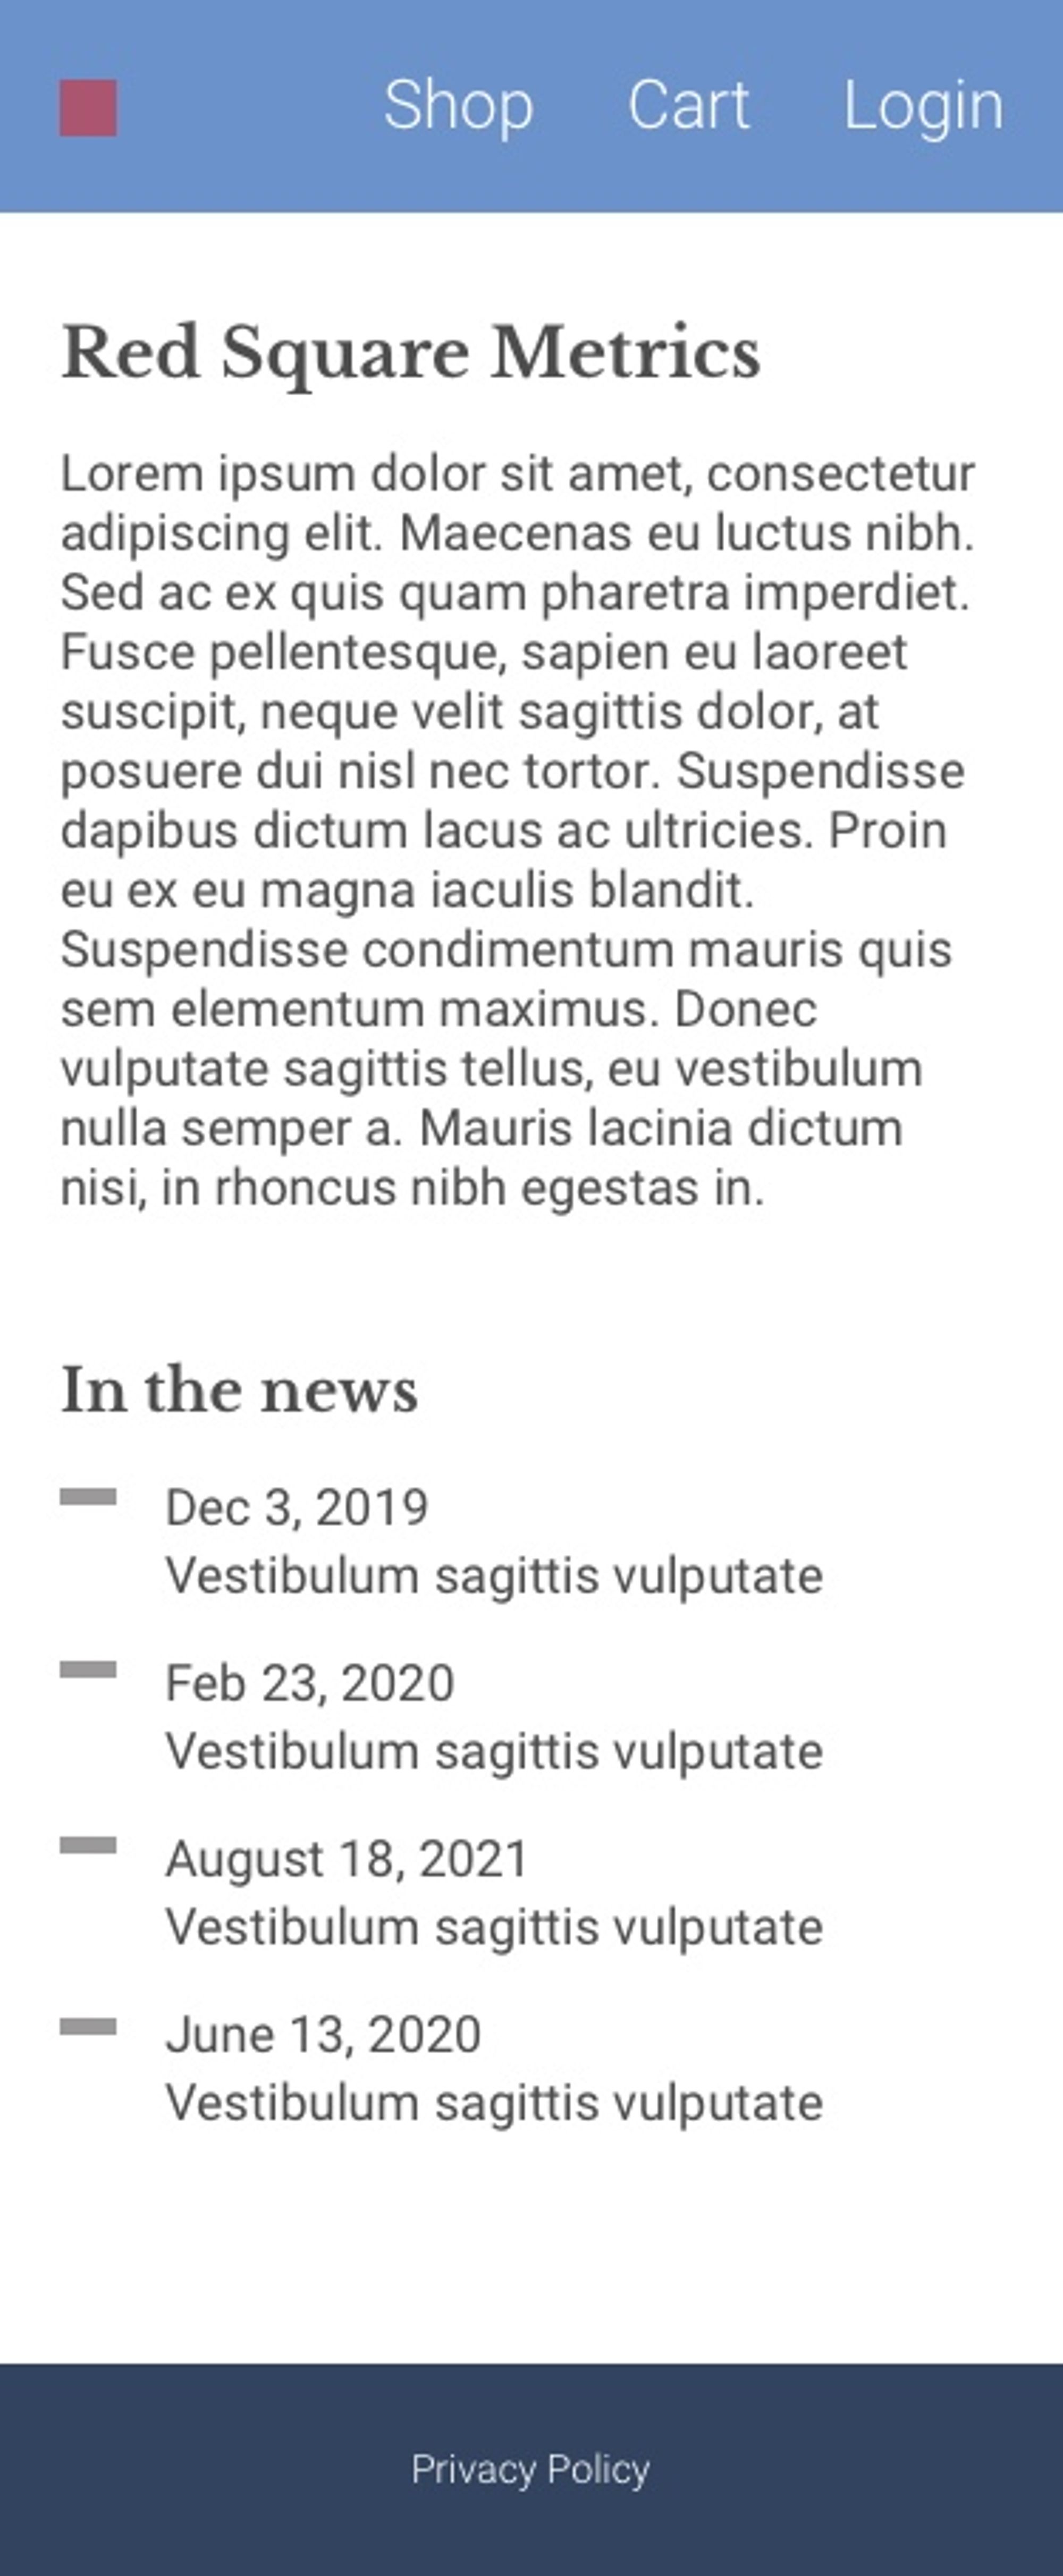 Shop Cart Login
Red Square Metrics
Lorem ipsum dolor sit amet, consectetur
adipiscing elit. Maecenas eu luctus nibh.
Sed ac ex quis quam pharetra imperdiet.
Fusce pellentesque, sapien eu laoreet
suscipit, neque velit sagittis dolor, at
posuere dui nisl nec tortor. Suspendisse
dapibus dictum lacus ac ultricies. Proin
eu ex eu magna iaculis blandit.
Suspendisse condimentum mauris quis
sem elementum maximus. Donec
vulputate sagittis tellus, eu vestibulum
nulla semper a. Mauris lacinia dictum
nisi, in rhoncus nibh egestas in.
In the news
Dec 3, 2019
Vestibulum sagittis vulputate
Feb 23, 2020
Vestibulum sagittis vulputate
August 18, 2021
Vestibulum sagittis vulputate
June 13, 2020
Vestibulum sagittis vulputate
Privacy Policy